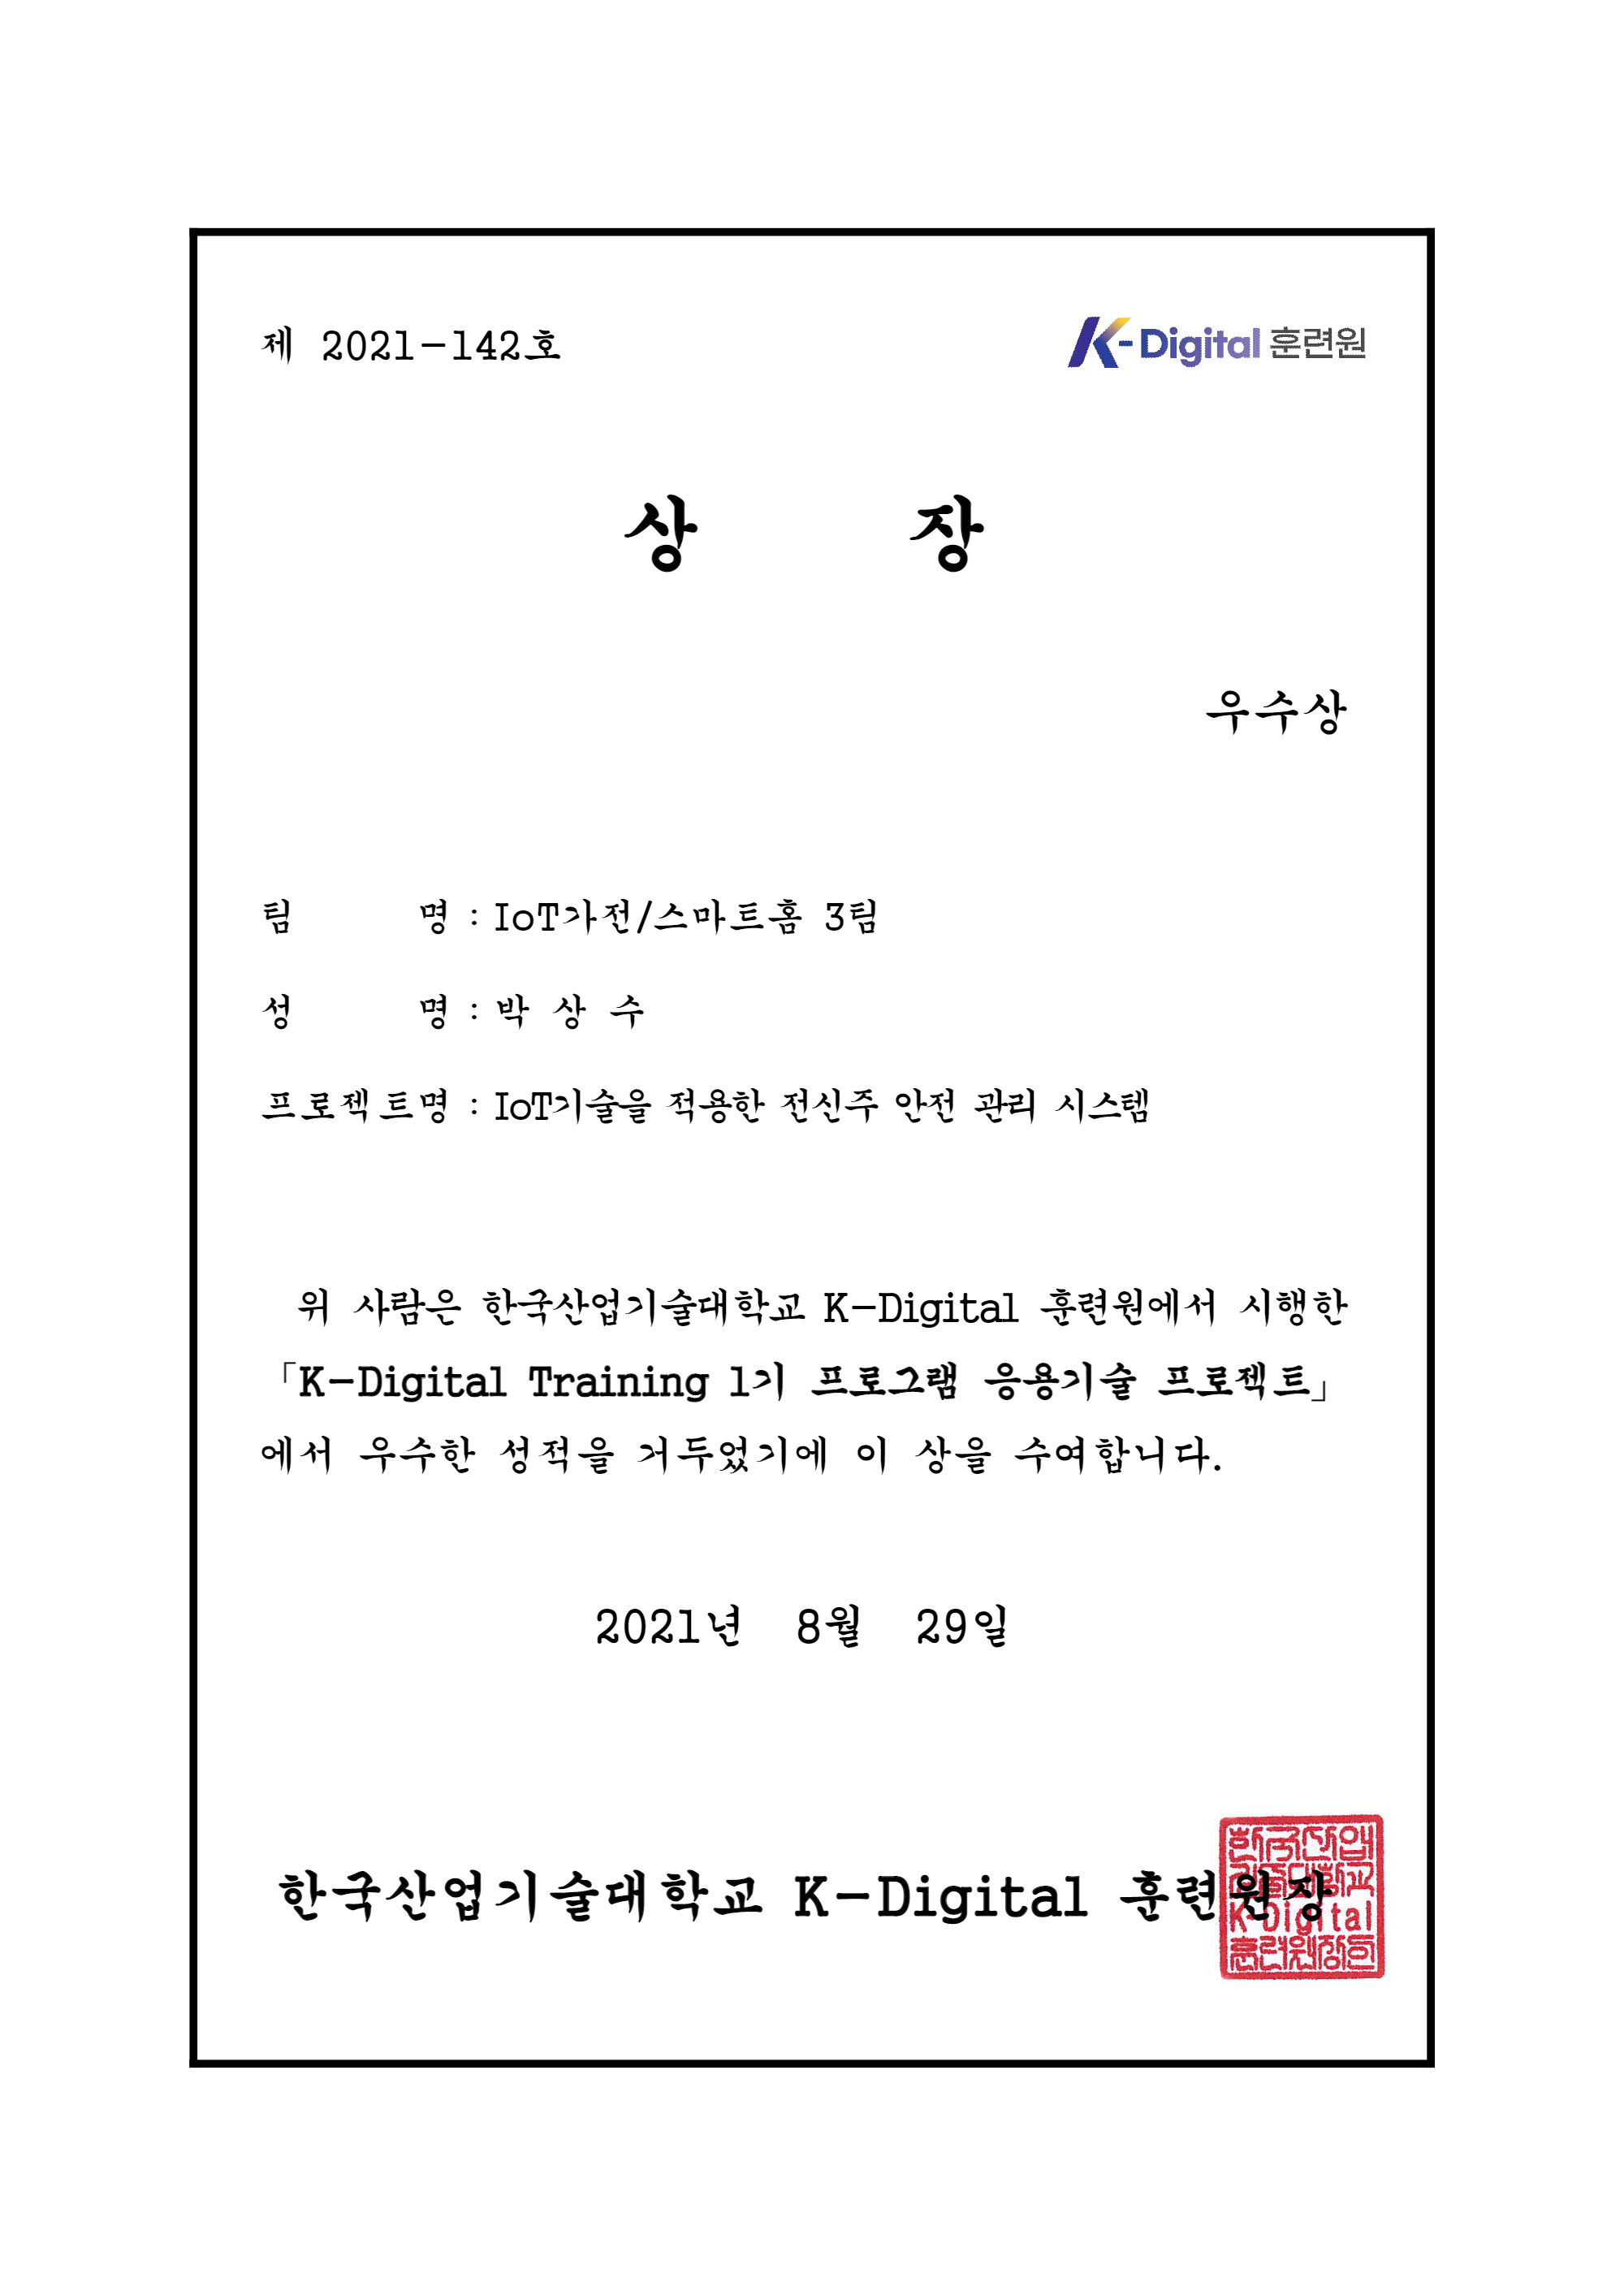 제 2021-142호
K-Digital 훈련원
상 장
우수상
팀 명 : IoT가전/스마트홈 3팀
성 명 : 박 상 수
프로젝트명 : IoT기술을 적용한 전신주 안전 관리 시스템
위 사람은 한국산업기술대학교 K-Digital 훈련원에서 시행한
「K-Digital Training 1기 프로그램 응용기술 프로젝트」
에서 우수한 성적을 거두었기에 이 상을 수여합니다.
2021년 8월 29일
한국산업기술대학교 K-Digital 훈련원장
한국산업
기술대학교
K-Digital
훈련원장인